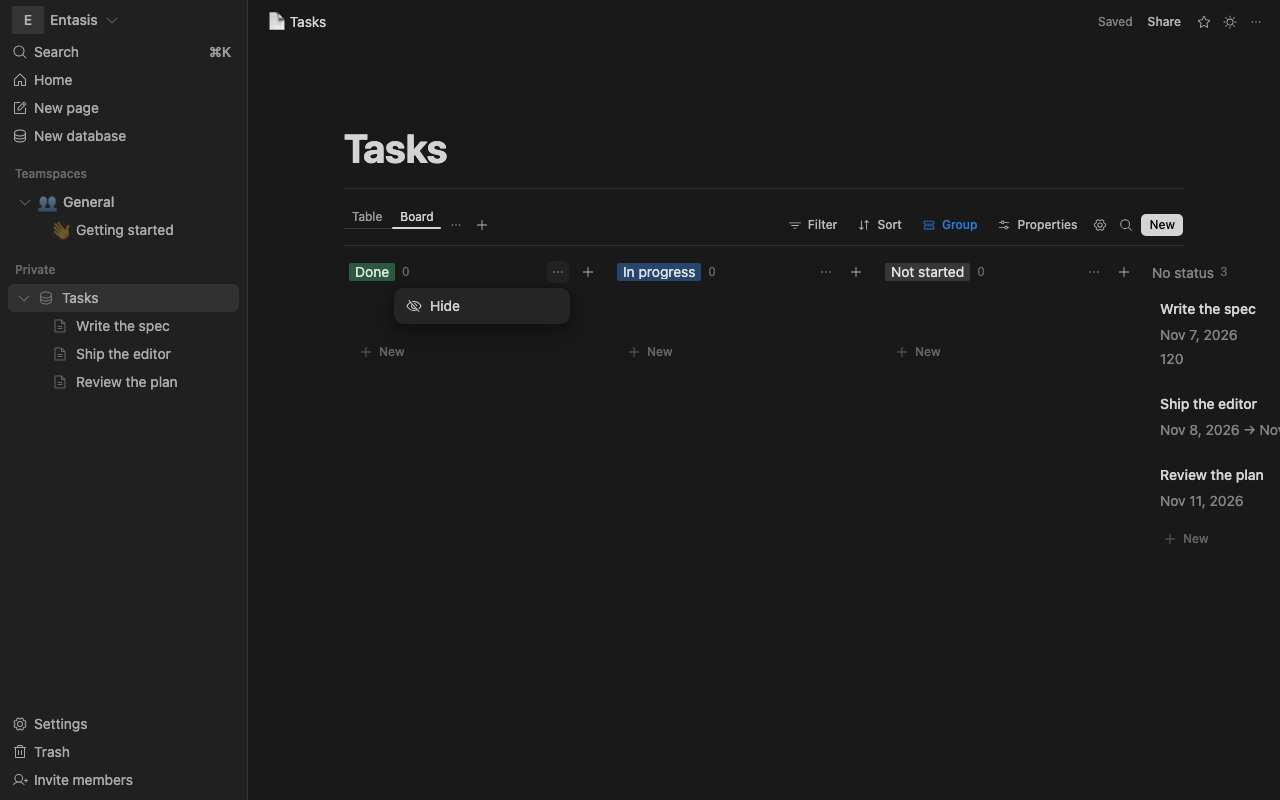 E Entasis
Search ⌘K
Home
New page
New database
Teamspaces
General
Getting started
Private
Tasks
Write the spec
Ship the editor
Review the plan
Settings
Trash
Invite members
Tasks
Saved Share
Tasks
Table Board
Filter Sort Group Properties New
Done 0
Hide
New
In progress 0
New
Not started 0
New
No status 3
Write the spec
Nov 7, 2026
120
Ship the editor
Nov 8, 2026 → Nov
Review the plan
Nov 11, 2026
New